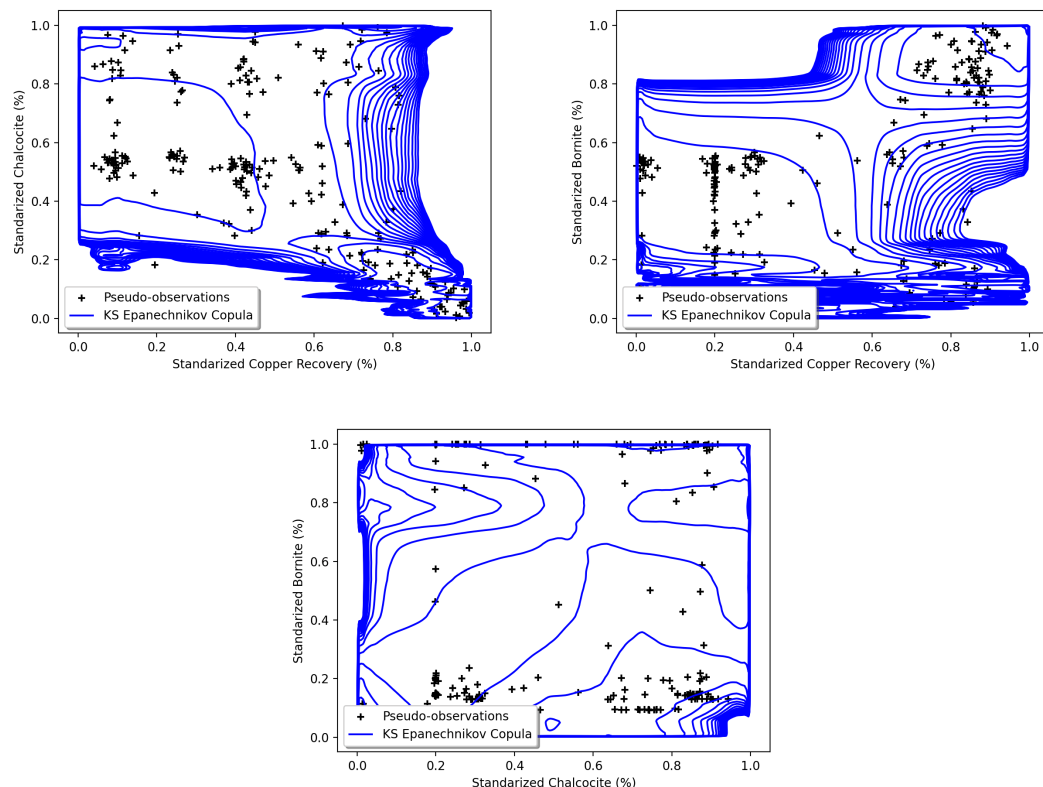 1.0
0.8
0.6
0.4
0.2
0.0
Standarized Chalcocite (%)
Pseudo-observations
KS Epanechnikov Copula
0.0 0.2 0.4 0.6 0.8 1.0
Standarized Copper Recovery (%)
1.0
0.8
0.6
0.4
0.2
0.0
Standarized Bornite (%)
Pseudo-observations
KS Epanechnikov Copula
0.0 0.2 0.4 0.6 0.8 1.0
Standarized Copper Recovery (%)
1.0
0.8
0.6
0.4
0.2
0.0
Standarized Bornite (%)
Pseudo-observations
KS Epanechnikov Copula
0.0 0.2 0.4 0.6 0.8 1.0
Standarized Chalcocite (%)